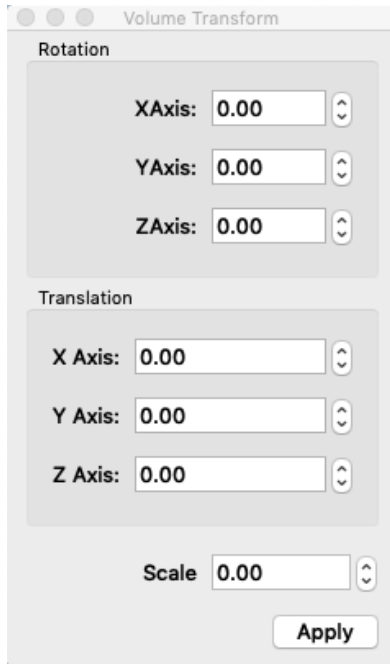 Volume Transform
Rotation
XAxis: 0.00
YAxis: 0.00
ZAxis: 0.00
Translation
X Axis: 0.00
Y Axis: 0.00
Z Axis: 0.00
Scale 0.00
Apply